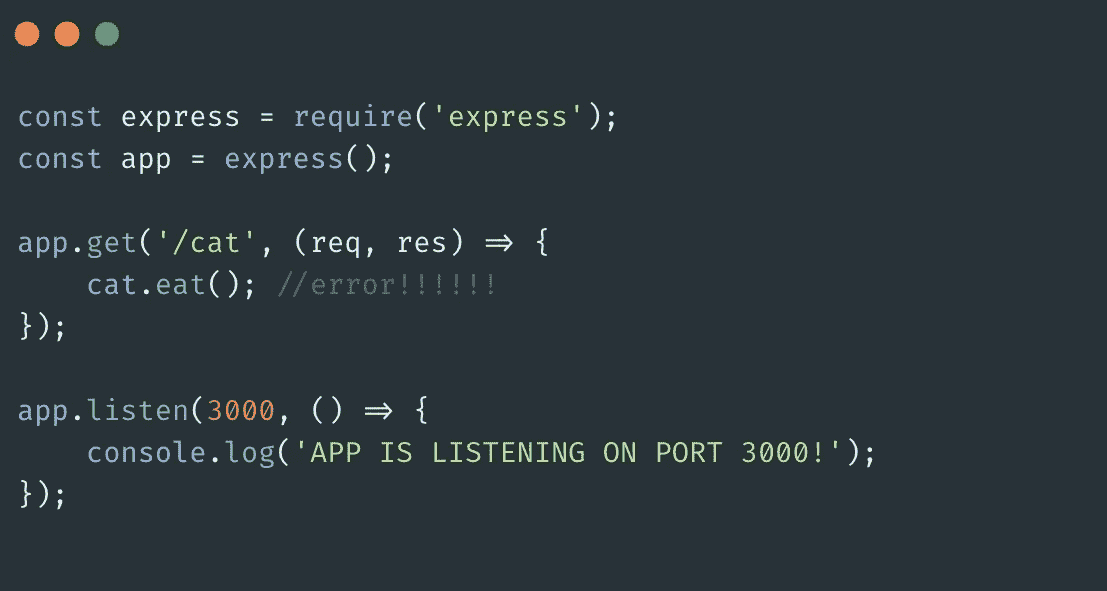 const express = require('express');
const app = express();
app.get('/cat', (req, res) => {
    cat.eat(); //error!!!!!!
});
app.listen(3000, () => {
    console.log('APP IS LISTENING ON PORT 3000!');
});